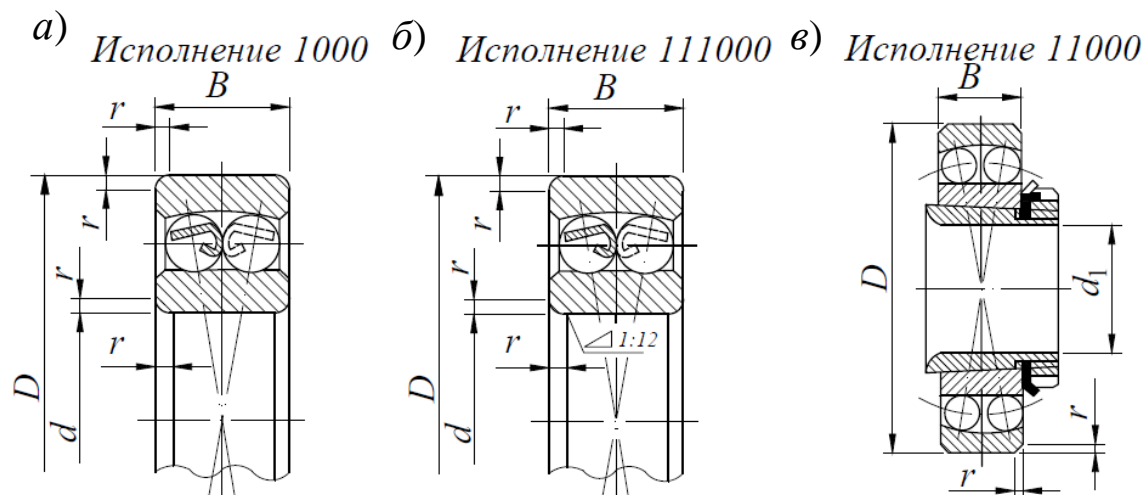 а) Исполнение 1000
B
r
r
r
r
D
d
б) Исполнение 111000
B
r
r
r
r
D
d
1:12
в) Исполнение 11000
B
D
d1
r
r